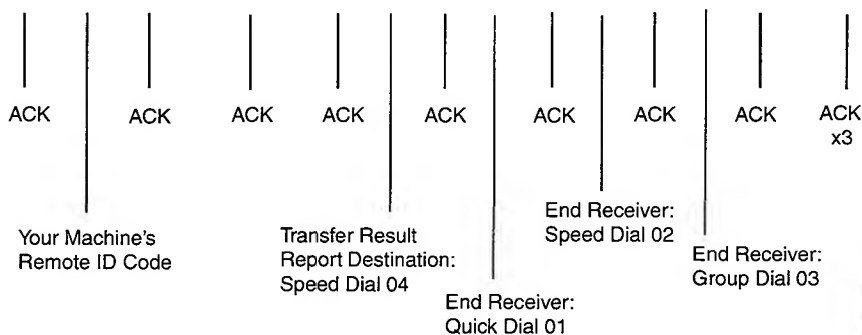 ACK ACK ACK ACK ACK ACK ACK ACK ACK
x3
Your Machine's
Remote ID Code
Transfer Result
Report Destination:
Speed Dial 04
End Receiver:
Quick Dial 01
End Receiver:
Speed Dial 02
End Receiver:
Group Dial 03